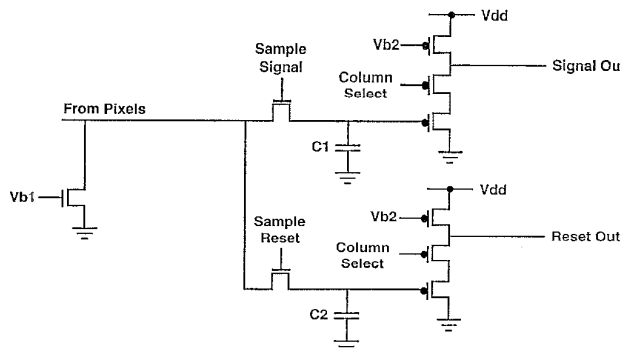 Vdd
Vb2
Signal Ou
Sample
Signal
Column
Select
From Pixels
C1
Vb1
Vdd
Vb2
Sample
Reset
Reset Out
Column
Select
C2